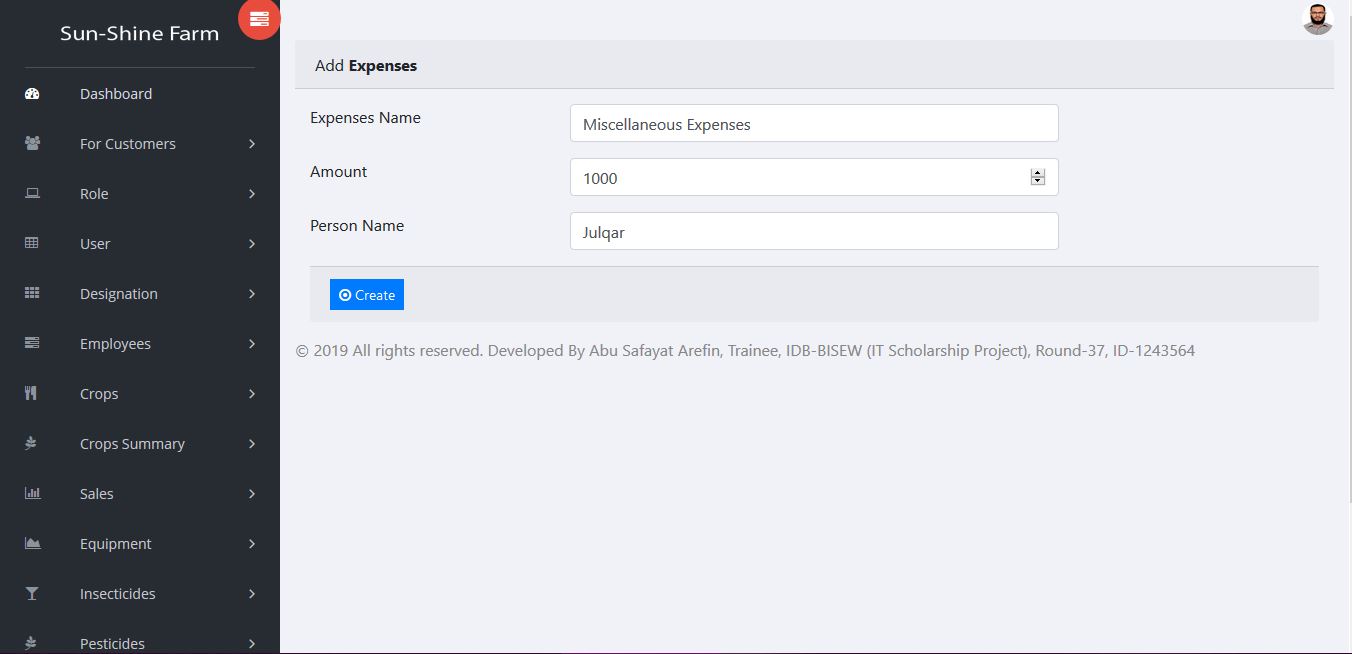 Sun-Shine Farm
Dashboard
For Customers
Role
User
Designation
Employees
Crops
Crops Summary
Sales
Equipment
Insecticides
Pesticides
Add Expenses
Expenses Name
Miscellaneous Expenses
Amount
1000
Person Name
Julqar
Create
© 2019 All rights reserved. Developed By Abu Safayat Arefin, Trainee, IDB-BISEW (IT Scholarship Project), Round-37, ID-1243564